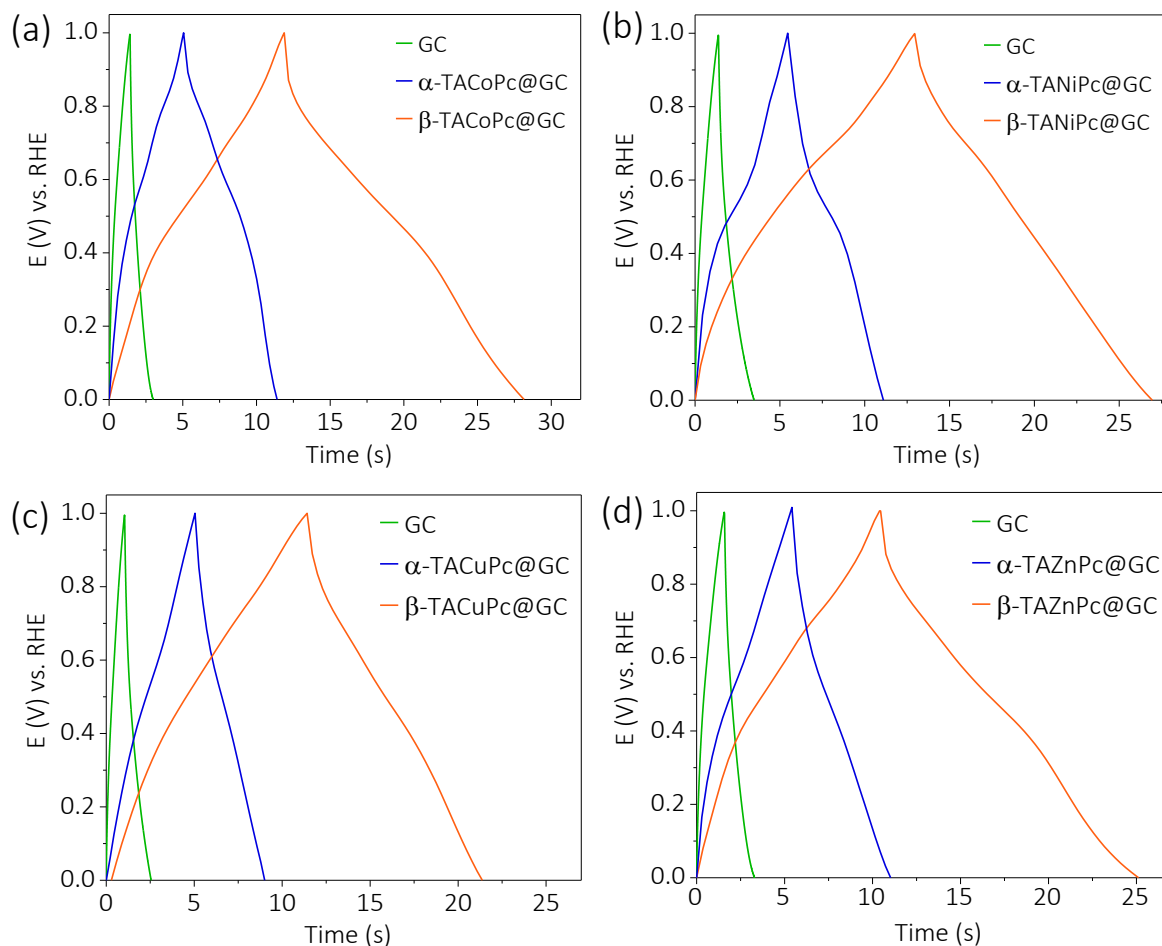 (a)
GC
α-TACoPc@GC
β-TACoPc@GC
E (V) vs. RHE
1.0
0.8
0.6
0.4
0.2
0.0
0 5 10 15 20 25 30
Time (s)
(b)
GC
α-TANiPc@GC
β-TANiPc@GC
E (V) vs. RHE
1.0
0.8
0.6
0.4
0.2
0.0
0 5 10 15 20 25
Time (s)
(c)
GC
α-TACuPc@GC
β-TACuPc@GC
E (V) vs. RHE
1.0
0.8
0.6
0.4
0.2
0.0
0 5 10 15 20 25
Time (s)
(d)
GC
α-TAZnPc@GC
β-TAZnPc@GC
E (V) vs. RHE
1.0
0.8
0.6
0.4
0.2
0.0
0 5 10 15 20 25
Time (s)